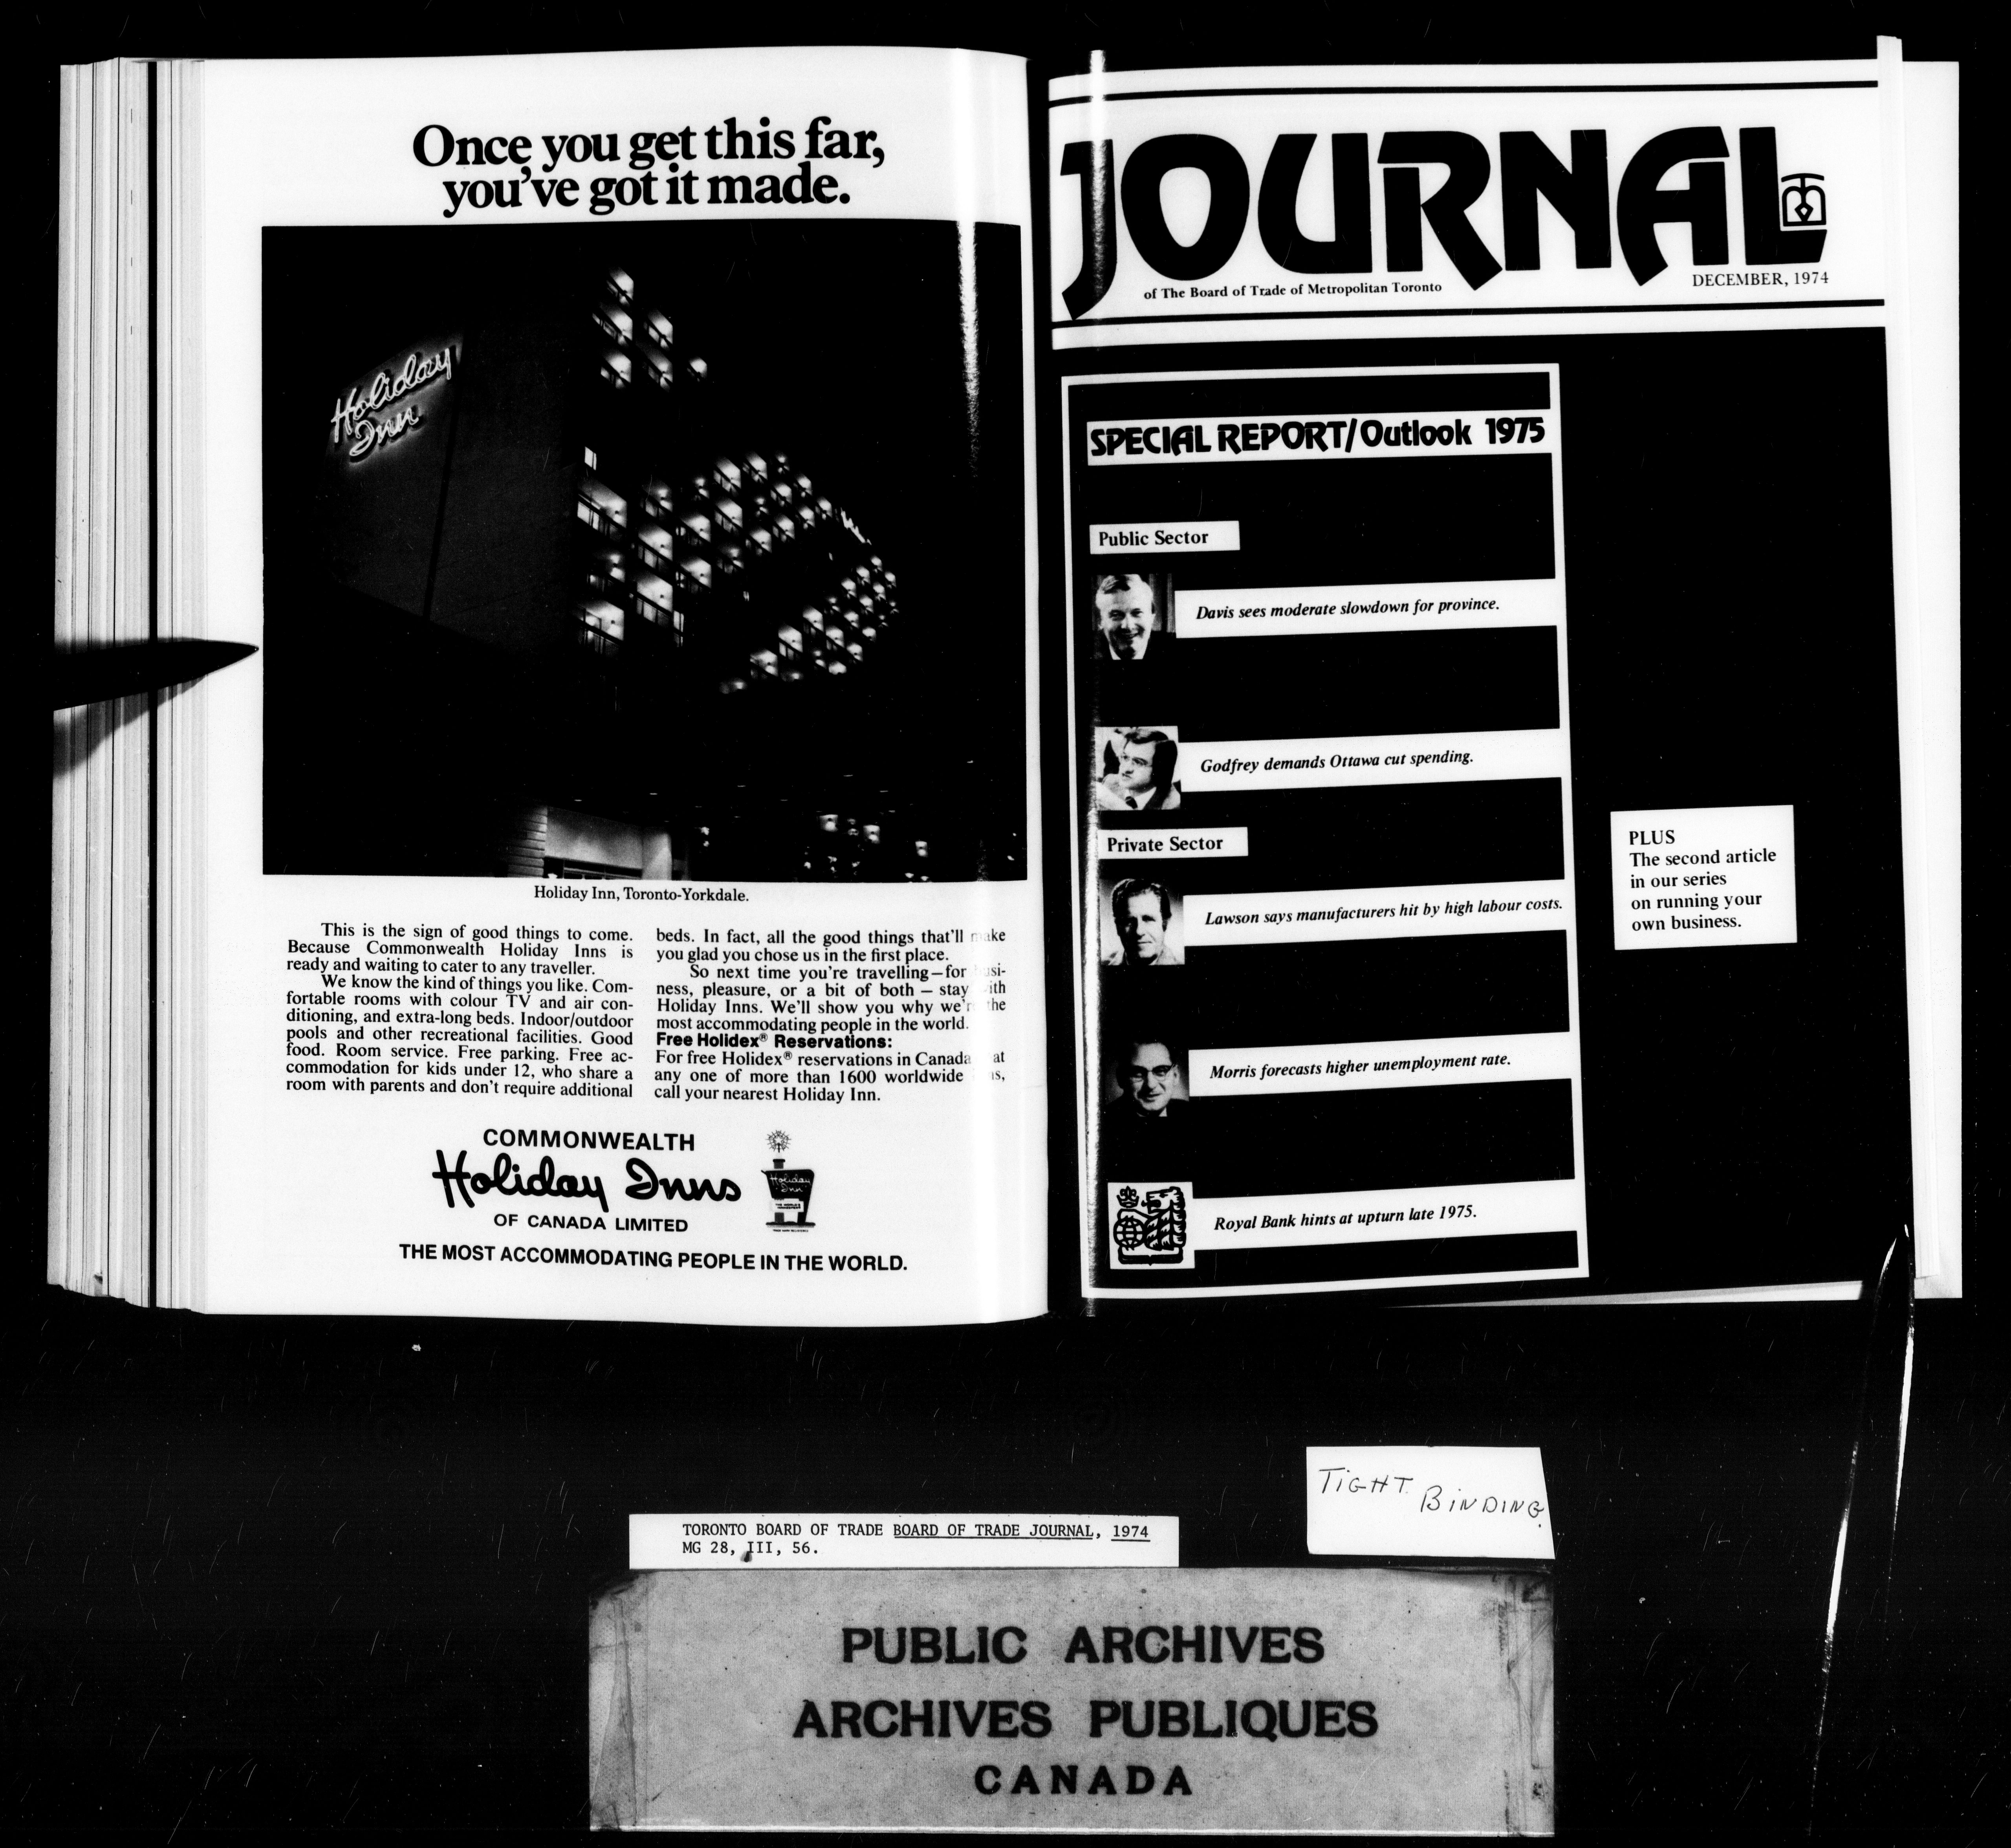 Once you get this far,
you've got it made.
Holiday
Inn
Holiday Inn, Toronto-Yorkdale.
This is the sign of good things to come.
Because Commonwealth Holiday Inns is
ready and waiting to cater to any traveller.
We know the kind of things you like. Com-
fortable rooms with colour TV and air con-
ditioning, and extra-long beds. Indoor/outdoor
pools and other recreational facilities. Good
food. Room service. Free parking. Free ac-
commodation for kids under 12, who share a
room with parents and don't require additional
beds. In fact, all the good things that'll make
you glad you chose us in the first place.
So next time you're travelling—for busi-
ness, pleasure, or a bit of both — stay with
Holiday Inns. We'll show you why we're the
most accommodating people in the world.
Free Holidex® Reservations:
For free Holidex® reservations in Canada at
any one of more than 1600 worldwide
call your nearest Holiday Inn.
COMMONWEALTH
Holiday Inns
OF CANADA LIMITED
Holiday
Inn
THE MOST ACCOMMODATING PEOPLE IN THE WORLD.
JOURNAL
of The Board of Trade of Metropolitan Toronto
DECEMBER, 1974
SPECIAL REPORT/Outlook 1975
Public Sector
Davis sees moderate slowdown for province.
Godfrey demands Ottawa cut spending.
Private Sector
Lawson says manufacturers hit by high labour costs.
Morris forecasts higher unemployment rate.
Royal Bank hints at upturn late 1975.
PLUS
The second article
in our series
on running your
own business.
TIGHT BINDING
TORONTO BOARD OF TRADE BOARD OF TRADE JOURNAL, 1974
MG 28, III, 56.
PUBLIC ARCHIVES
ARCHIVES PUBLIQUES
CANADA